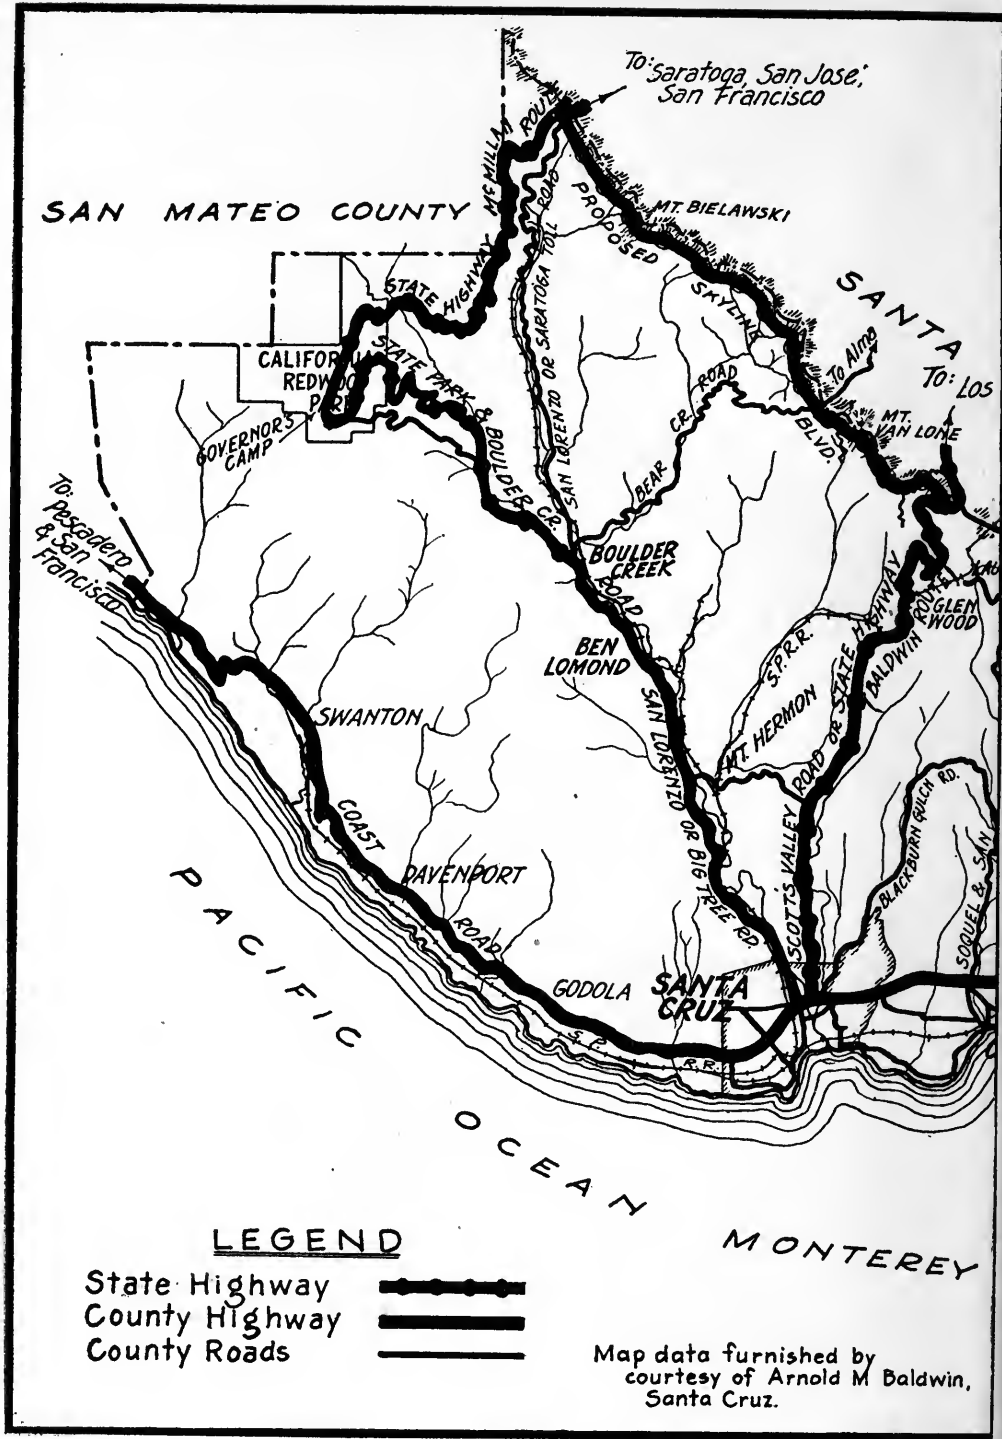 To: Saratoga, San Jose,
San Francisco
McMILLAN ROUTE
SAN MATEO COUNTY
MT. BIELAWSKI
PROPOSED SKYLINE BLVD.
SANTA
STATE HIGHWAY
SAN LORENZO OR SARATOGA TOLL ROAD
To Alma
To: LOS
CALIFORNIA
REDWOOD
PARK
STATE PARK & BOULDER CR. ROAD
MT.
VAN LONE
GOVERNORS
CAMP
BEAR CR. ROAD
To:
Pescadero
& San
Francisco
BOULDER
CREEK
GLEN
WOOD
BALDWIN ROUTE
BEN
LOMOND
S.P.R.R.
MT. HERMON
SWANTON
SAN LORENZO OR BIG TREE RD.
SCOTTS VALLEY ROAD OR STATE HIGHWAY
BLACKBURN GULCH RD.
SOQUEL & SAN
COAST ROAD
DAVENPORT
GODOLA
SANTA
CRUZ
S.P. R.R.
PACIFIC OCEAN
MONTEREY
LEGEND
State Highway
County Highway
County Roads
Map data furnished by
courtesy of Arnold M Baldwin,
Santa Cruz.